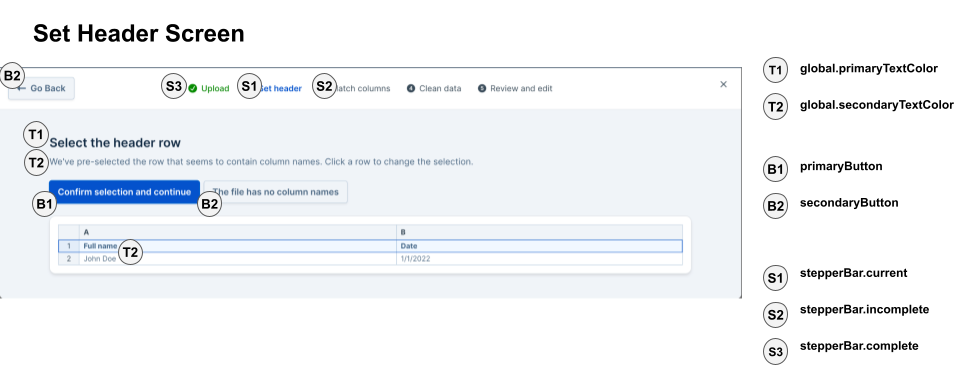 Set Header Screen
B2 ← Go Back S3 Upload S1 Set header S2 Match columns 4 Clean data 5 Review and edit ×
T1 Select the header row
T2 We've pre-selected the row that seems to contain column names. Click a row to change the selection.
Confirm selection and continue The file has no column names
B1 B2
A B
1 Full name Date
T2
2 John Doe 1/1/2022
T1 global.primaryTextColor
T2 global.secondaryTextColor
B1 primaryButton
B2 secondaryButton
S1 stepperBar.current
S2 stepperBar.incomplete
S3 stepperBar.complete